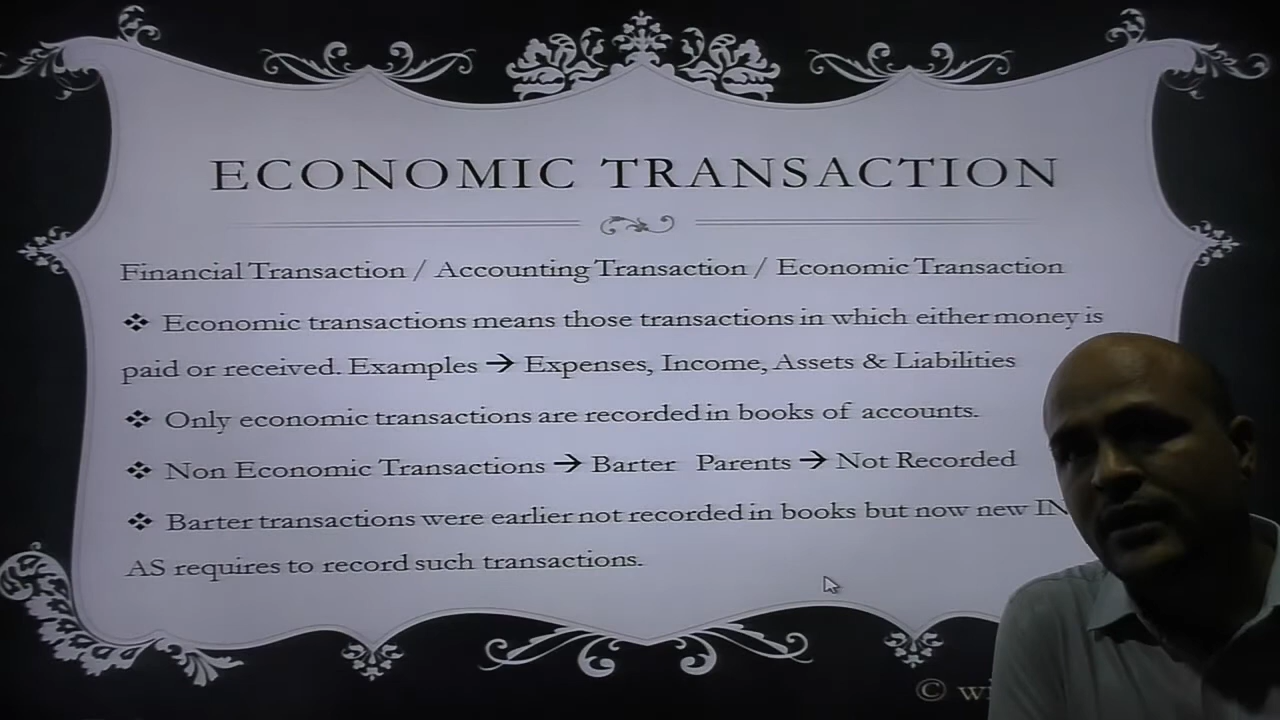 ECONOMIC TRANSACTION
Financial Transaction / Accounting Transaction / Economic Transaction
❖ Economic transactions means those transactions in which either money is
paid or received. Examples → Expenses, Income, Assets & Liabilities
❖ Only economic transactions are recorded in books of accounts.
❖ Non Economic Transactions → Barter Parents → Not Recorded
❖ Barter transactions were earlier not recorded in books but now new IN
AS requires to record such transactions.
©